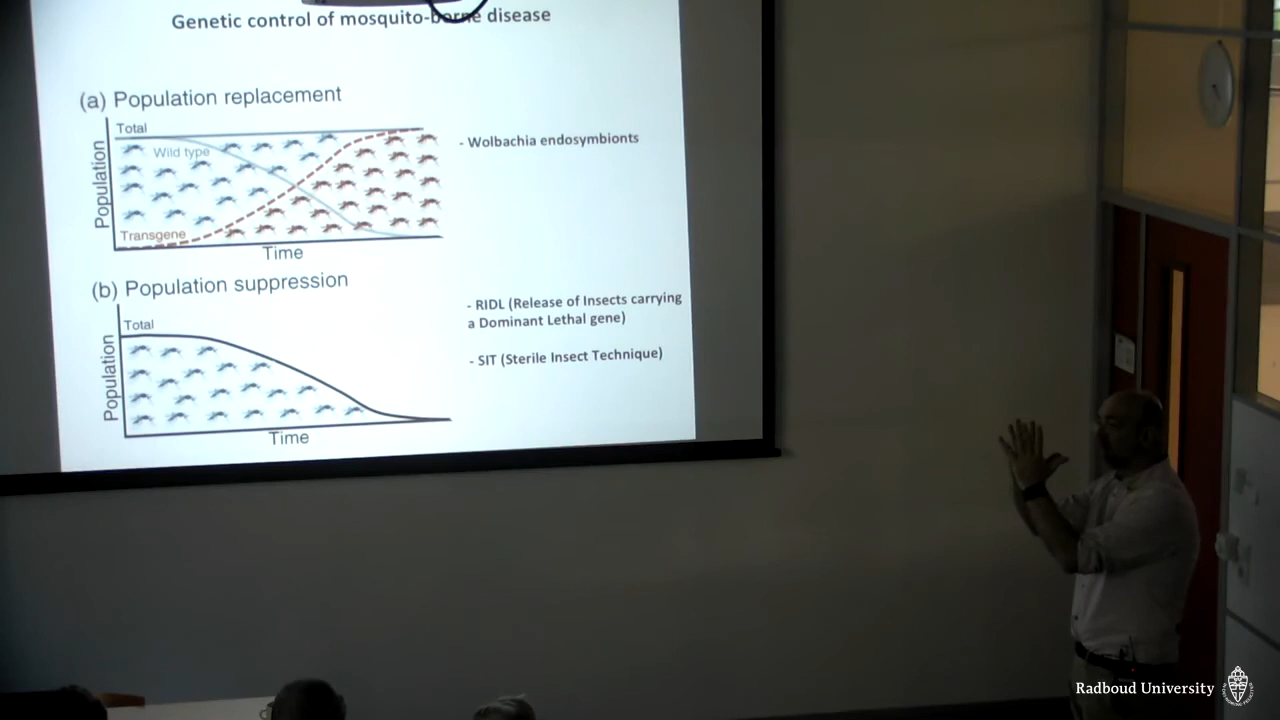 Genetic control of mosquito-borne disease
(a) Population replacement
Total
Wild type
Transgene
Population
Time
- Wolbachia endosymbionts
(b) Population suppression
Total
Population
Time
- RIDL (Release of Insects carrying
a Dominant Lethal gene)
- SIT (Sterile Insect Technique)
Radboud University